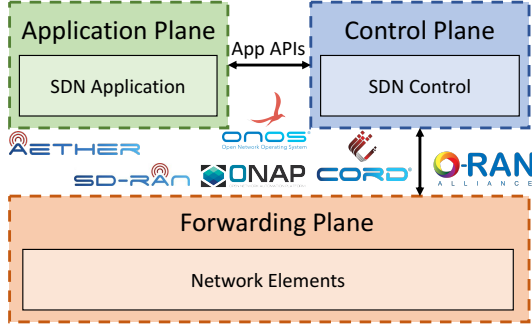 Application Plane
Control Plane
App APIs
SDN Application
SDN Control
onos
Open Network Operating System
AETHER
SD-RAN
ONAP
CORD
O-RAN
ALLIANCE
Forwarding Plane
Network Elements